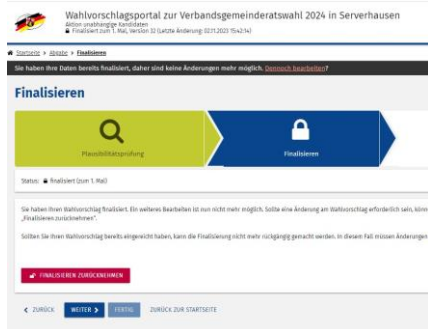 Wahlvorschlagsportal zur Verbandsgemeinderatswahl 2024 in Serverhausen
Aktion unabhängige Kandidaten
Finalisiert zum 1. Mal, Version 32 (Letzte Änderung: 02.11.2023 15:42:14)
Startseite > Abgabe > Finalisieren
Sie haben Ihre Daten bereits finalisiert, daher sind keine Änderungen mehr möglich. Dennoch bearbeiten?
Finalisieren
Plausibilitätsprüfung
Finalisieren
Status: Finalisiert (zum 1. Mal)
Sie haben Ihren Wahlvorschlag finalisiert. Ein weiteres Bearbeiten ist nun nicht mehr möglich. Sollte eine Änderung am Wahlvorschlag erforderlich sein, könn
„Finalisieren zurücknehmen".
Sollten Sie Ihren Wahlvorschlag bereits eingereicht haben, kann die Finalisierung nicht mehr rückgängig gemacht werden. In diesem Fall müssen Änderungen
FINALISIEREN ZURÜCKNEHMEN
ZURÜCK WEITER FERTIG ZURÜCK ZUR STARTSEITE